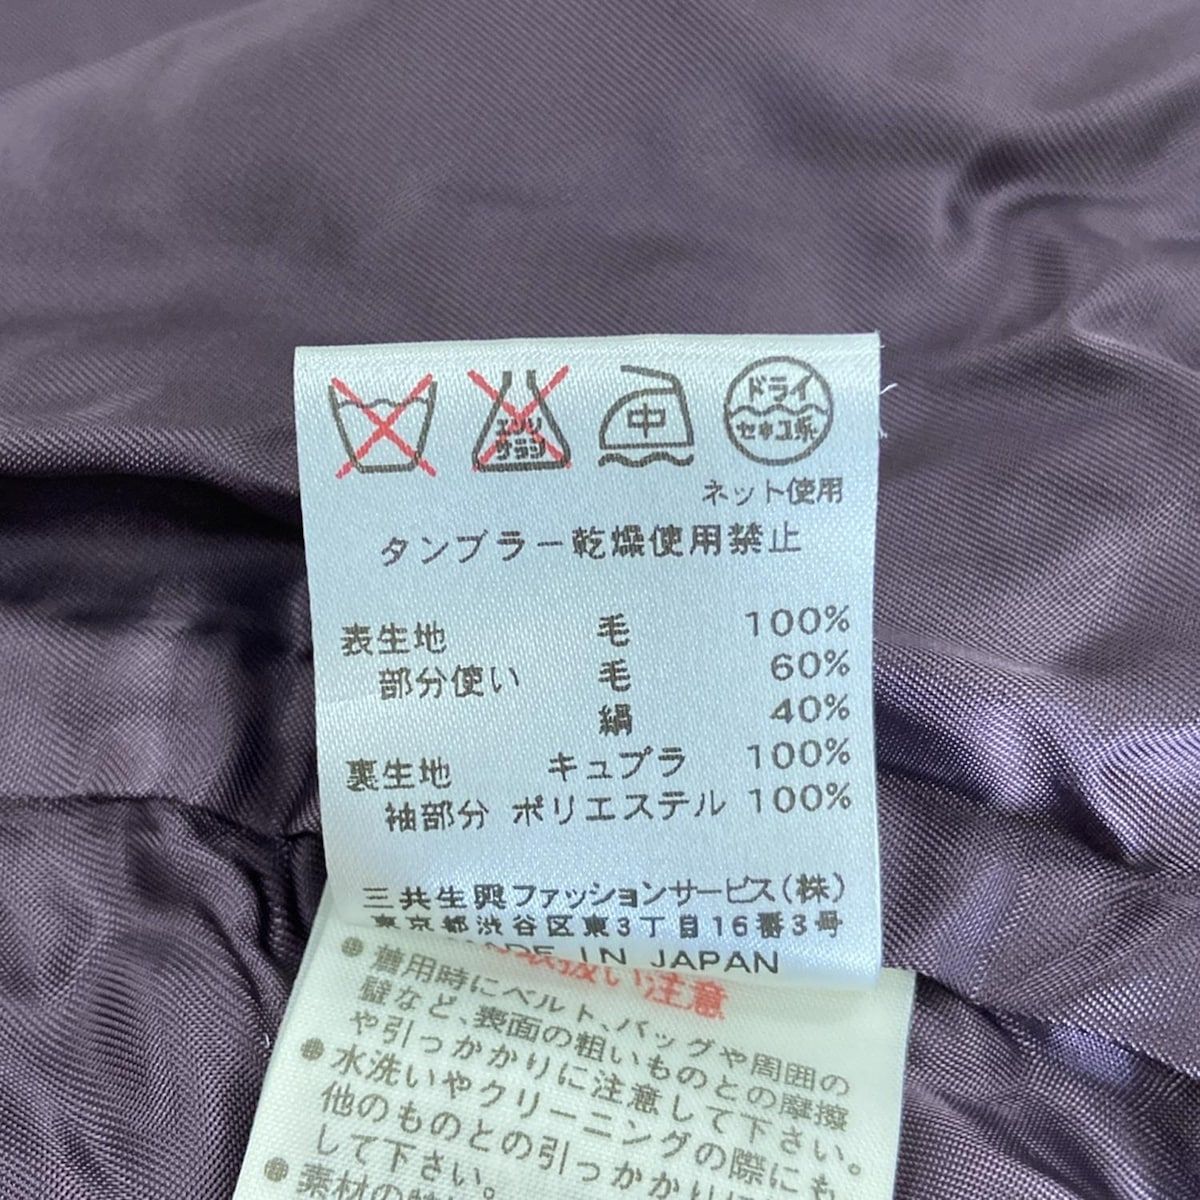 エンソ
サラシ
中
ドライ
セキユ系
ネット使用
タンブラー乾燥使用禁止
表生地 毛 100%
部分使い 毛 60%
絹 40%
裏生地 キュプラ 100%
袖部分 ポリエステル 100%
三共生興ファッションサービス(株)
東京都渋谷区東3丁目16番3号
MADE IN JAPAN
取扱い注意
●着用時にベルト、バッグや周囲の
壁など、表面の粗いものとの摩擦
や引っかかりに注意して下さい。
●水洗いやクリーニングの際にも
他のものとの引っかかりに
して下さい。
●素材の特